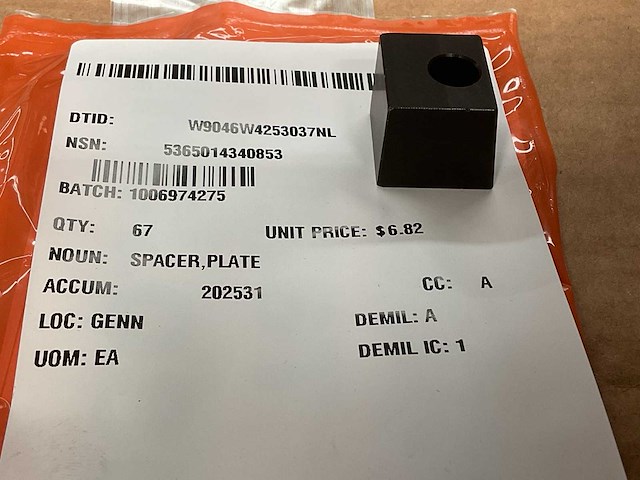 DTID: W9046W4253037NL
NSN: 5365014340853
BATCH: 1006974275
QTY: 67 UNIT PRICE: $6.82
NOUN: SPACER,PLATE
ACCUM: 202531 CC: A
LOC: GENN DEMIL: A
UOM: EA DEMIL IC: 1